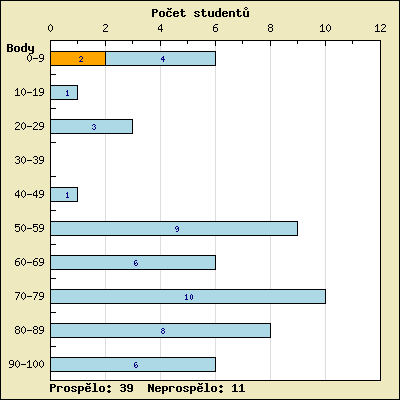 Počet studentů
0 2 4 6 8 10 12
Body
0-9 2 4
10-19 1
20-29 3
30-39
40-49 1
50-59 9
60-69 6
70-79 10
80-89 8
90-100 6
Prospělo: 39 Neprospělo: 11